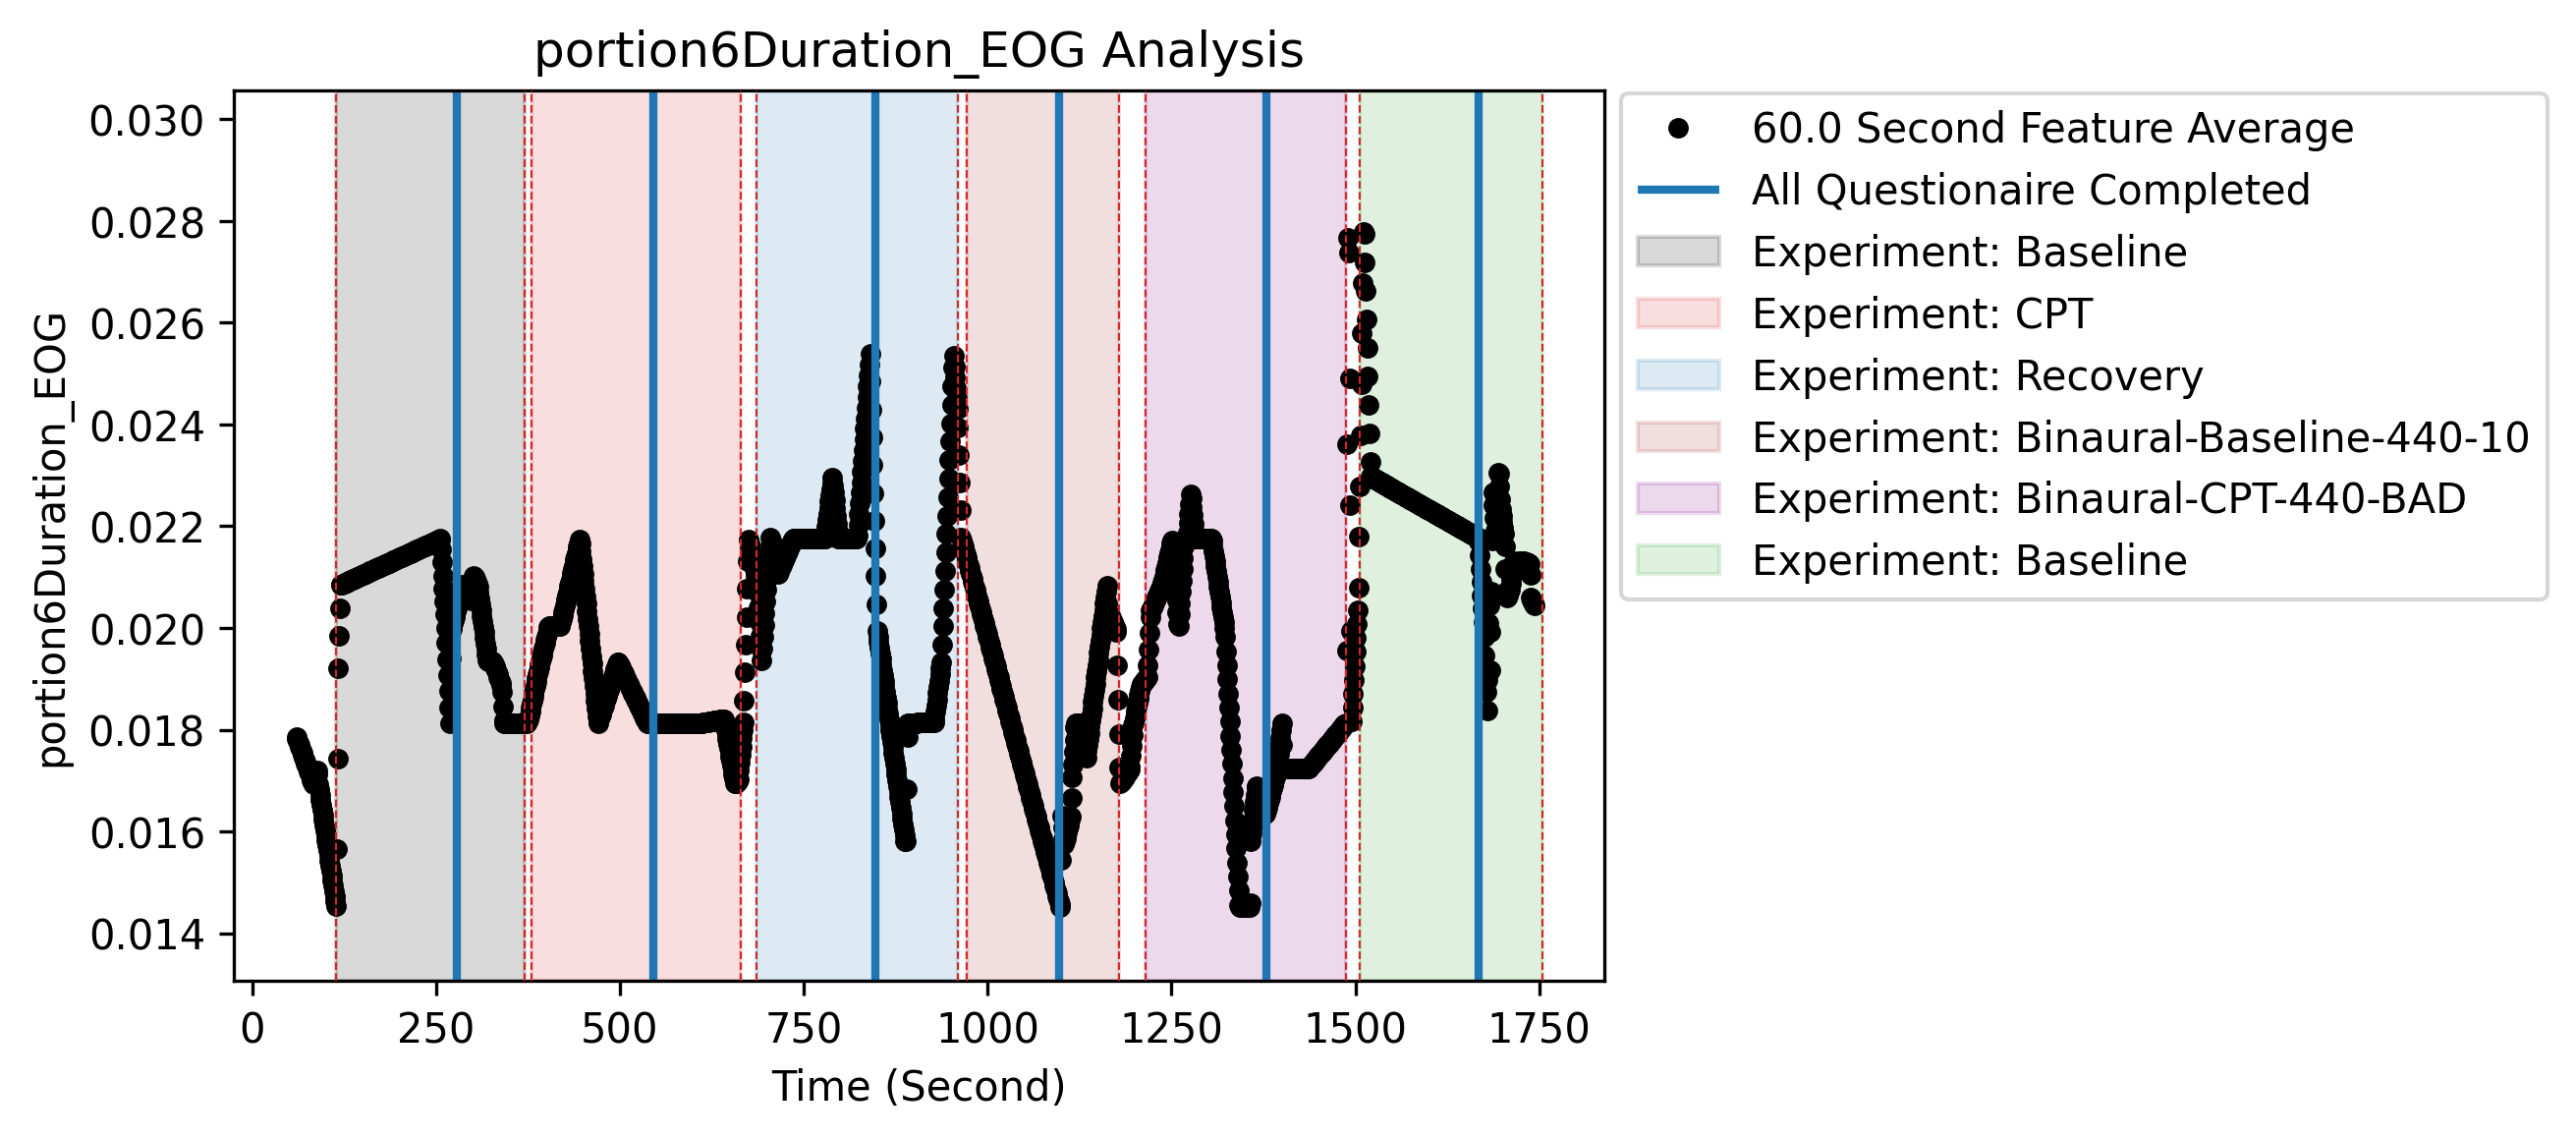 portion6Duration_EOG Analysis
0.030
0.028
0.026
0.024
0.022
0.020
0.018
0.016
0.014
portion6Duration_EOG
0
250
500
750
1000
1250
1500
1750
Time (Second)
60.0 Second Feature Average
All Questionaire Completed
Experiment: Baseline
Experiment: CPT
Experiment: Recovery
Experiment: Binaural-Baseline-440-10
Experiment: Binaural-CPT-440-BAD
Experiment: Baseline